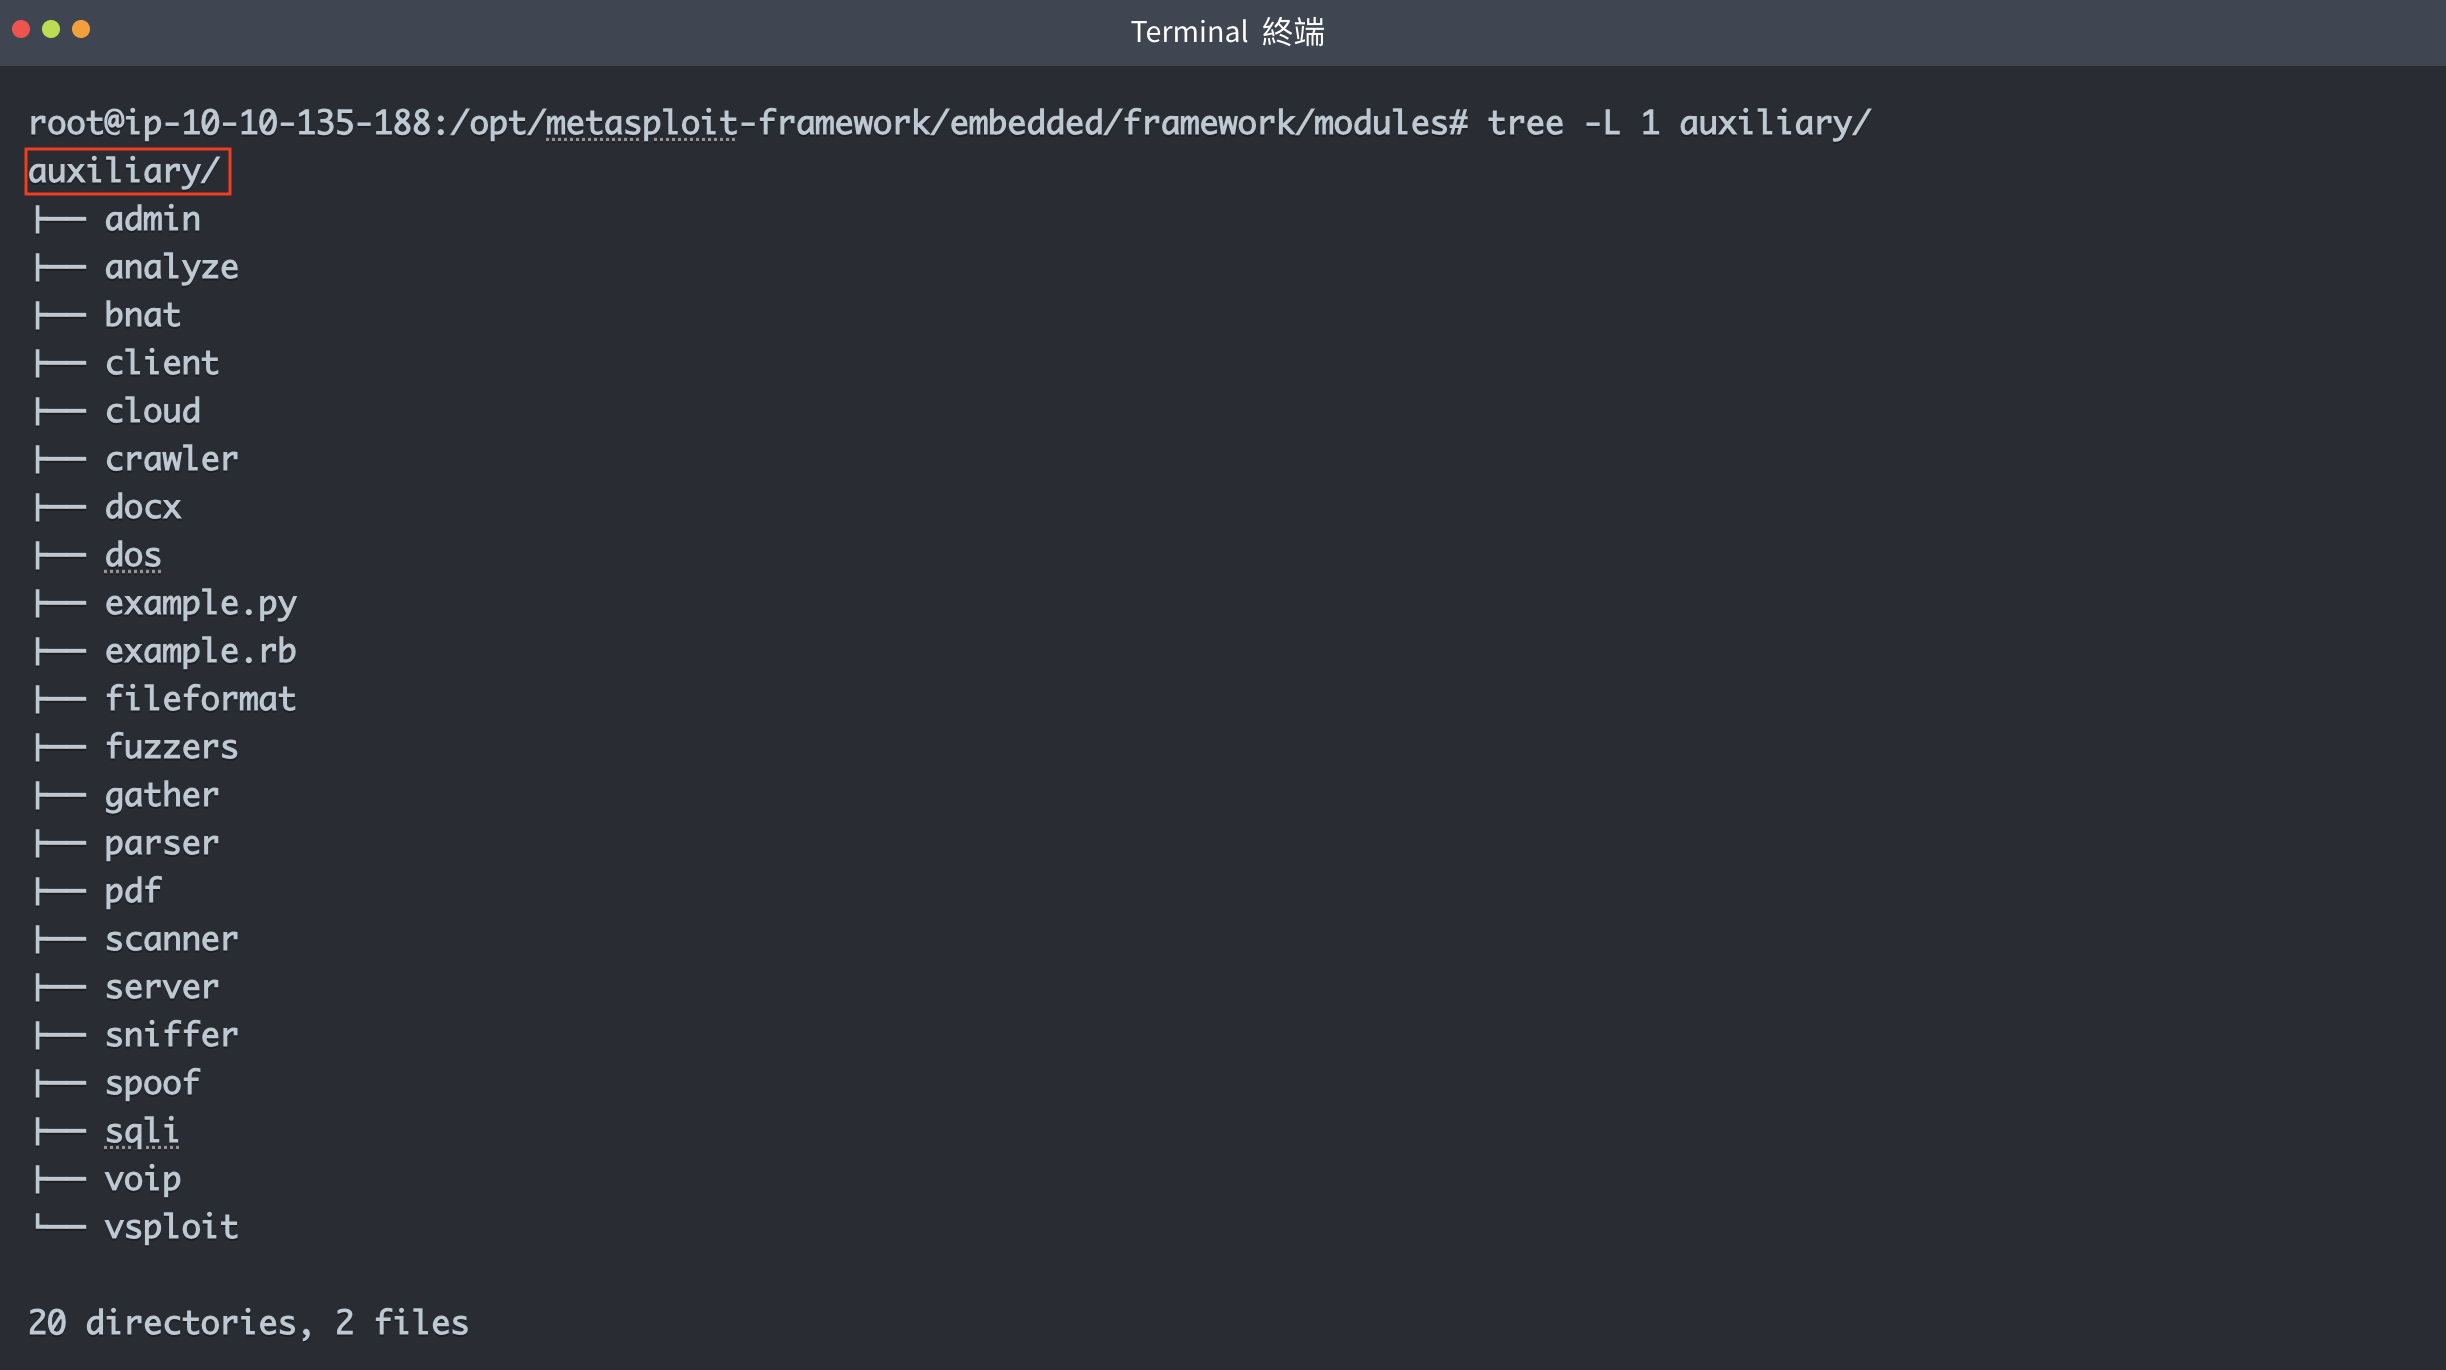 Terminal 終端
root@ip-10-10-135-188:/opt/metasploit-framework/embedded/framework/modules# tree -L 1 auxiliary/
auxiliary/
├── admin
├── analyze
├── bnat
├── client
├── cloud
├── crawler
├── docx
├── dos
├── example.py
├── example.rb
├── fileformat
├── fuzzers
├── gather
├── parser
├── pdf
├── scanner
├── server
├── sniffer
├── spoof
├── sqli
├── voip
└── vsploit
20 directories, 2 files